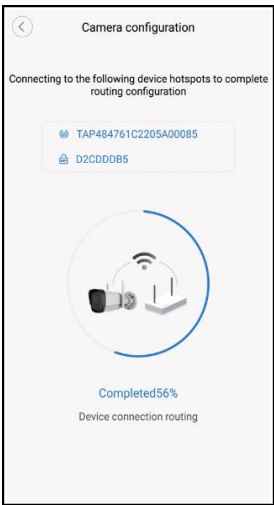 Camera configuration
Connecting to the following device hotspots to complete
routing configuration
TAP484761C2205A00085
D2CDDDB5
Completed56%
Device connection routing